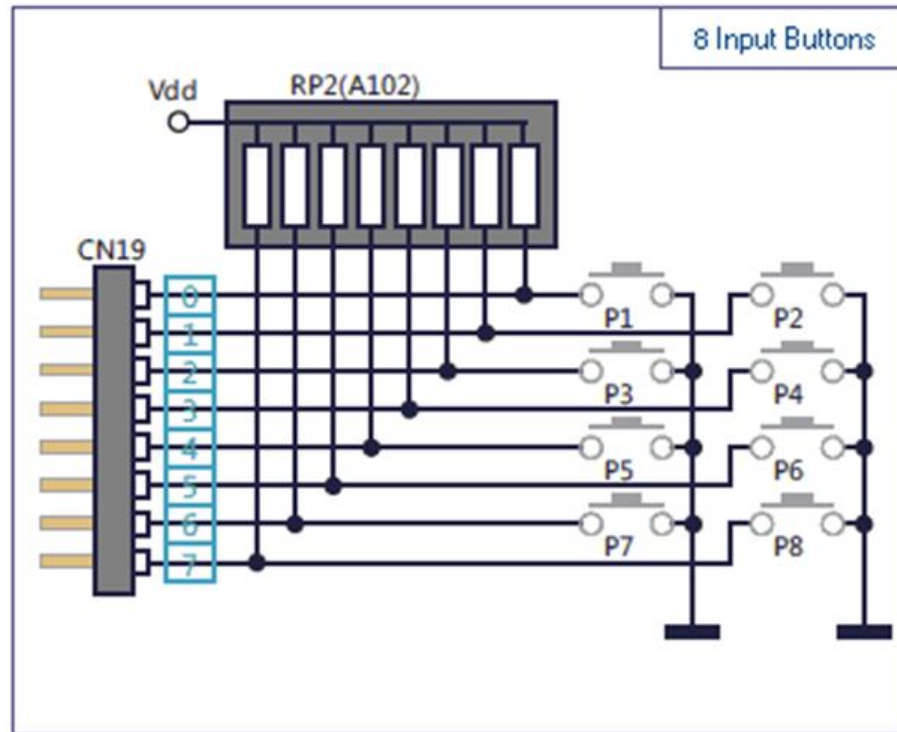 8 Input Buttons
Vdd
RP2(A102)
CN19
0
1
2
3
4
5
6
7
P1
P2
P3
P4
P5
P6
P7
P8